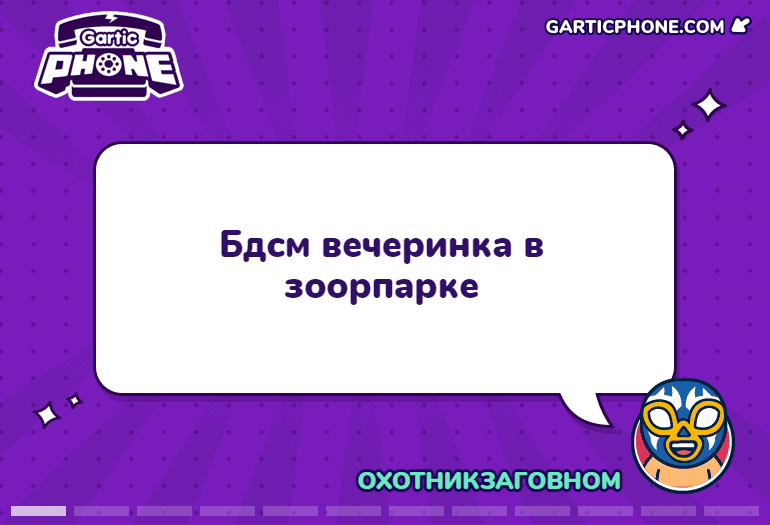 Gartic
PHONE
GARTICPHONE.COM
Бдсм вечеринка в
зоорпарке
ОХОТНИКЗАГОВНОМ